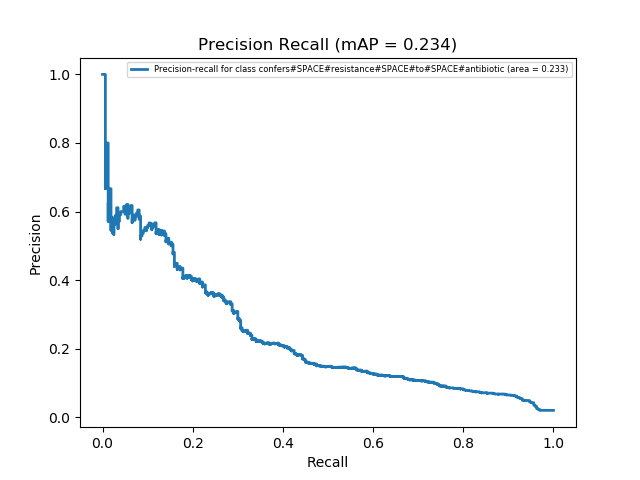 Precision Recall (mAP = 0.234)
Precision-recall for class confers#SPACE#resistance#SPACE#to#SPACE#antibiotic (area = 0.233)
1.0
0.8
0.6
0.4
0.2
0.0
Precision
0.0 0.2 0.4 0.6 0.8 1.0
Recall